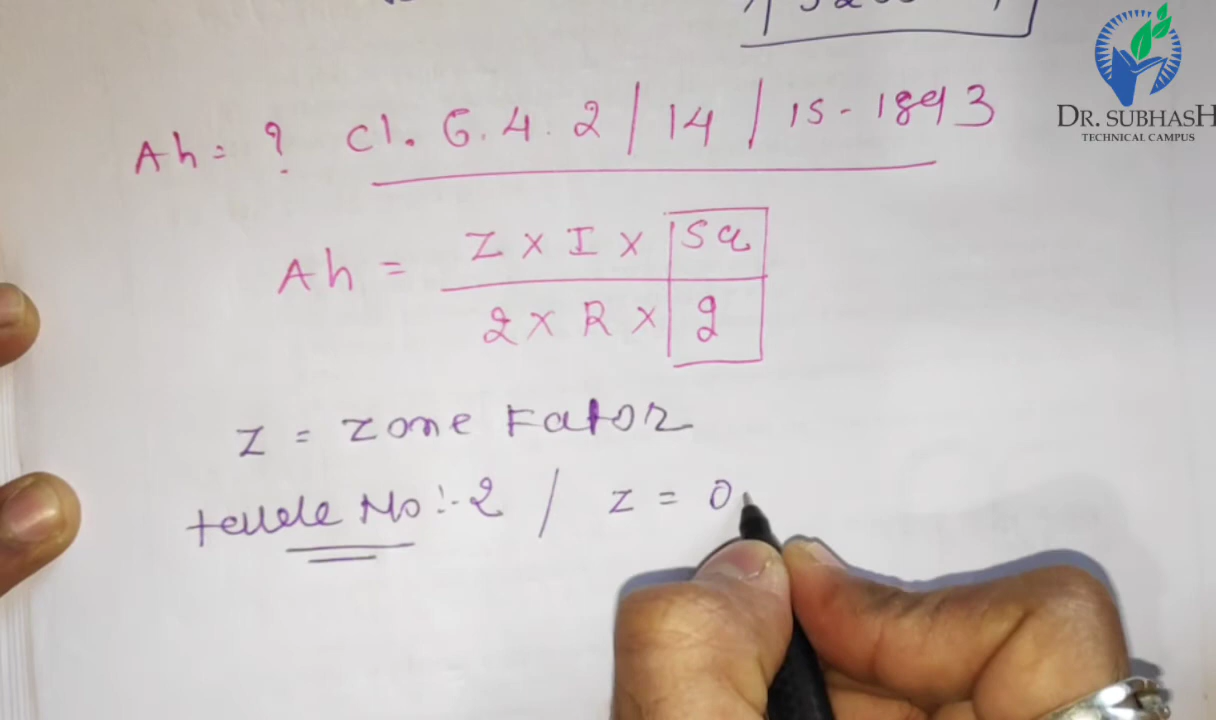 DR. SUBHASH
TECHNICAL CAMPUS
Ah = ? Cl. 6.4.2 / 14 / IS - 1893
Ah = Z × I × Sa
2 × R × g
Z = Zone Fator
table No:- 2 / Z = 0.